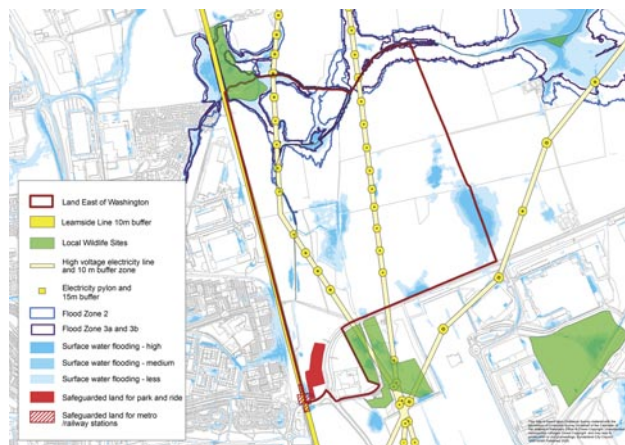 Land East of Washington
Leamside Line 10m buffer
Local Wildlife Sites
High voltage electricity line
and 10 m buffer zone
Electricity pylon and
15m buffer
Flood Zone 2
Flood Zone 3a and 3b
Surface water flooding - high
Surface water flooding - medium
Surface water flooding - less
Safeguarded land for park and ride
Safeguarded land for metro
/railway stations